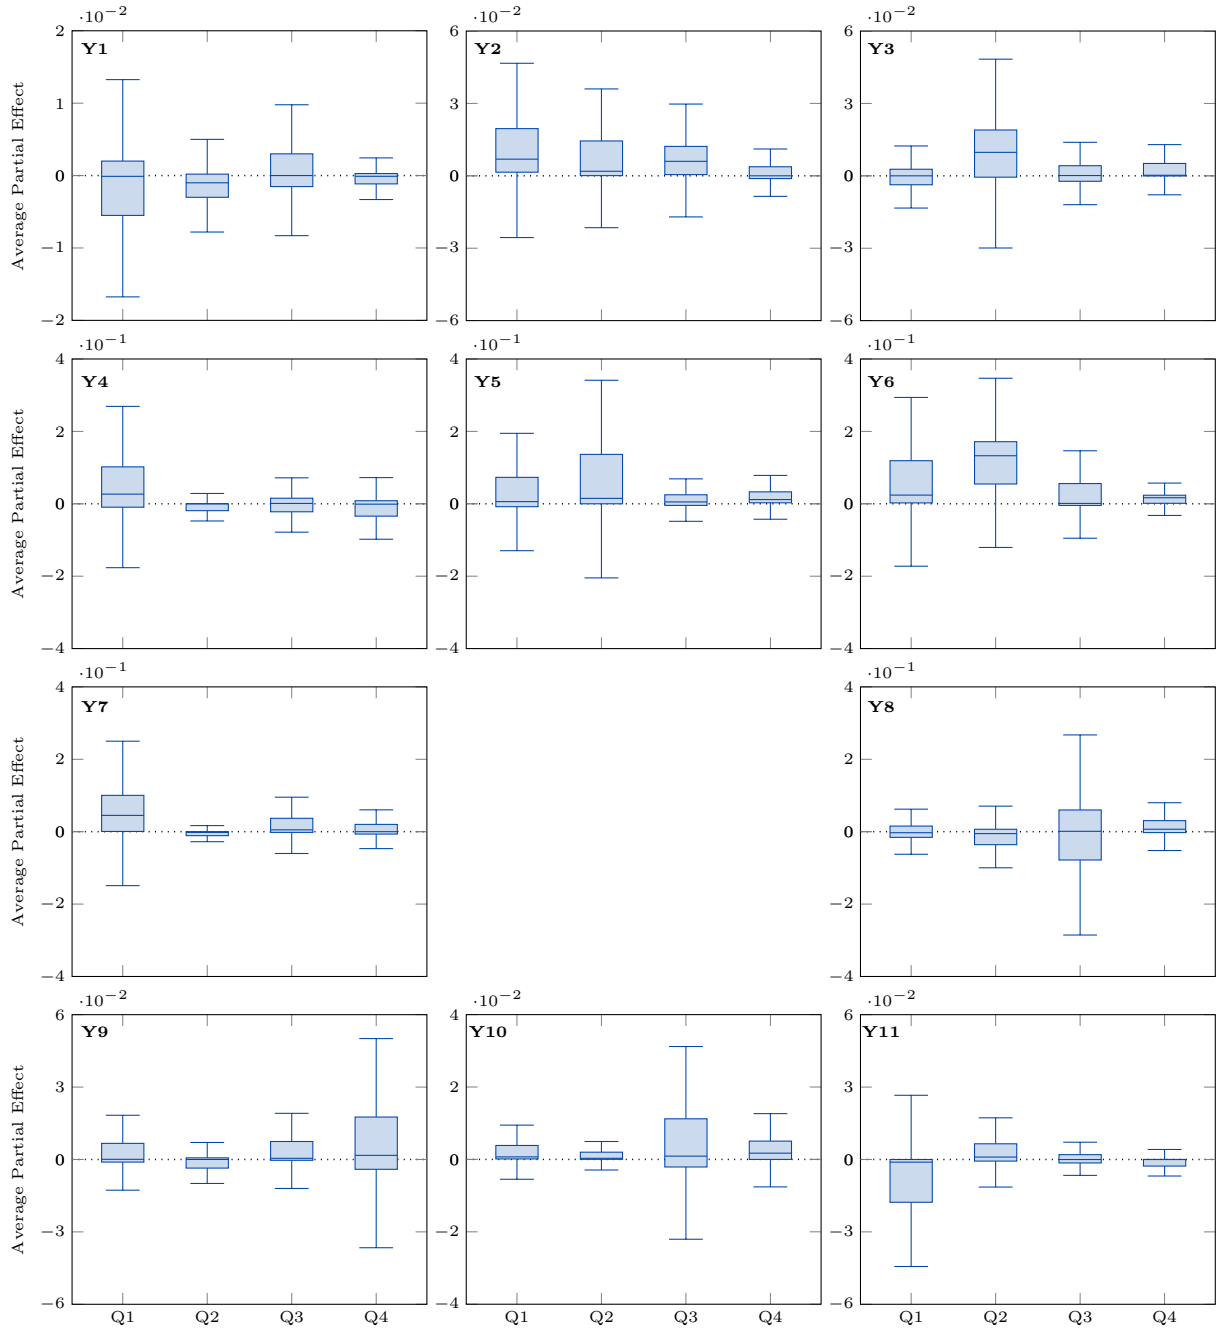 ·10⁻² ·10⁻² ·10⁻²
Y1 Y2 Y3
2 6 6
1 3 3
0 0 0
−1 −3 −3
−2 −6 −6
Average Partial Effect
·10⁻¹ ·10⁻¹ ·10⁻¹
Y4 Y5 Y6
4 4 4
2 2 2
0 0 0
−2 −2 −2
−4 −4 −4
Average Partial Effect
·10⁻¹ ·10⁻¹
Y7 Y8
4 4
2 2
0 0
−2 −2
−4 −4
Average Partial Effect
·10⁻² ·10⁻² ·10⁻²
Y9 Y10 Y11
6 4 6
3 2 3
0 0 0
−3 −2 −3
−6 −4 −6
Average Partial Effect
Q1 Q2 Q3 Q4 Q1 Q2 Q3 Q4 Q1 Q2 Q3 Q4